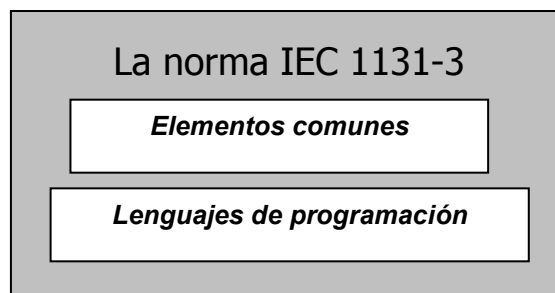 La norma IEC 1131-3
Elementos comunes
Lenguajes de programación